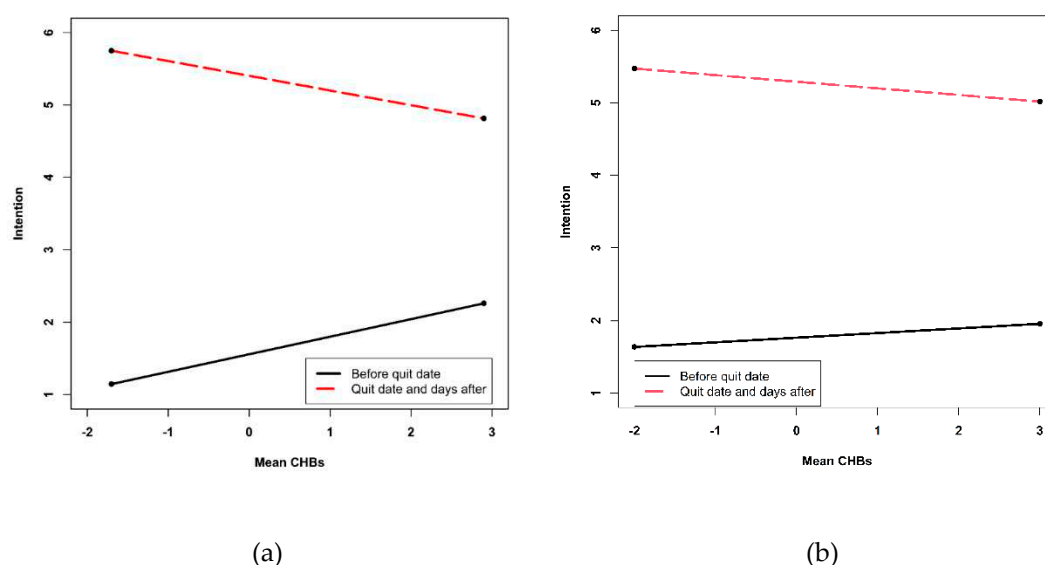 6
5
4
3
2
1
Intention
Before quit date
Quit date and days after
-2
-1
0
1
2
3
Mean CHBs
(a)
6
5
4
3
2
1
Intention
Before quit date
Quit date and days after
-2
-1
0
1
2
3
Mean CHBs
(b)